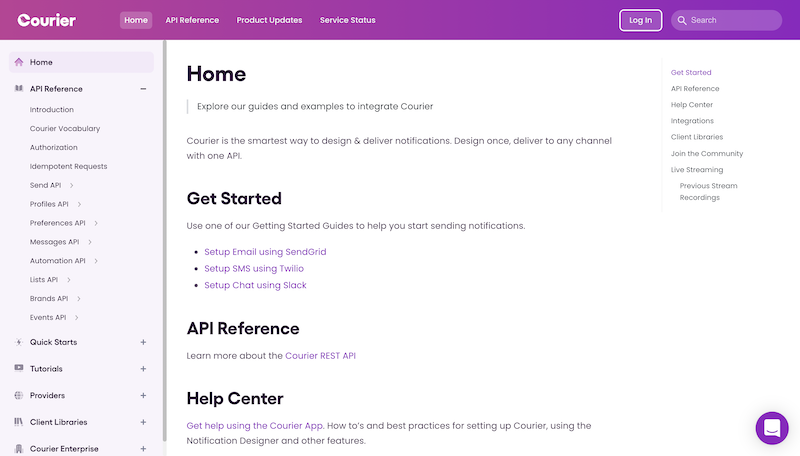 Courier
Home
API Reference
Product Updates
Service Status
Log In
Search
Home
API Reference
Introduction
Courier Vocabulary
Authorization
Idempotent Requests
Send API
Profiles API
Preferences API
Messages API
Automation API
Lists API
Brands API
Events API
Quick Starts
Tutorials
Providers
Client Libraries
Courier Enterprise
Home
Explore our guides and examples to integrate Courier
Courier is the smartest way to design & deliver notifications. Design once, deliver to any channel
with one API.
Get Started
Use one of our Getting Started Guides to help you start sending notifications.
Setup Email using SendGrid
Setup SMS using Twilio
Setup Chat using Slack
API Reference
Learn more about the Courier REST API
Help Center
Get help using the Courier App. How to's and best practices for setting up Courier, using the
Notification Designer and other features.
Get Started
API Reference
Help Center
Integrations
Client Libraries
Join the Community
Live Streaming
Previous Stream
Recordings